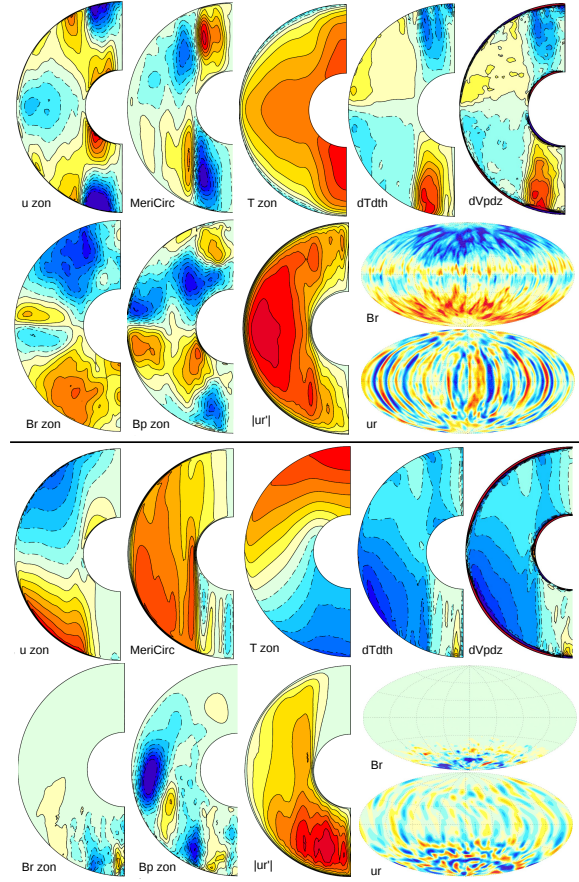 u zon
MeriCirc
T zon
dTdth
dVpdz
Br zon
Bp zon
|ur'|
Br
ur
u zon
MeriCirc
T zon
dTdth
dVpdz
Br zon
Bp zon
|ur'|
Br
ur